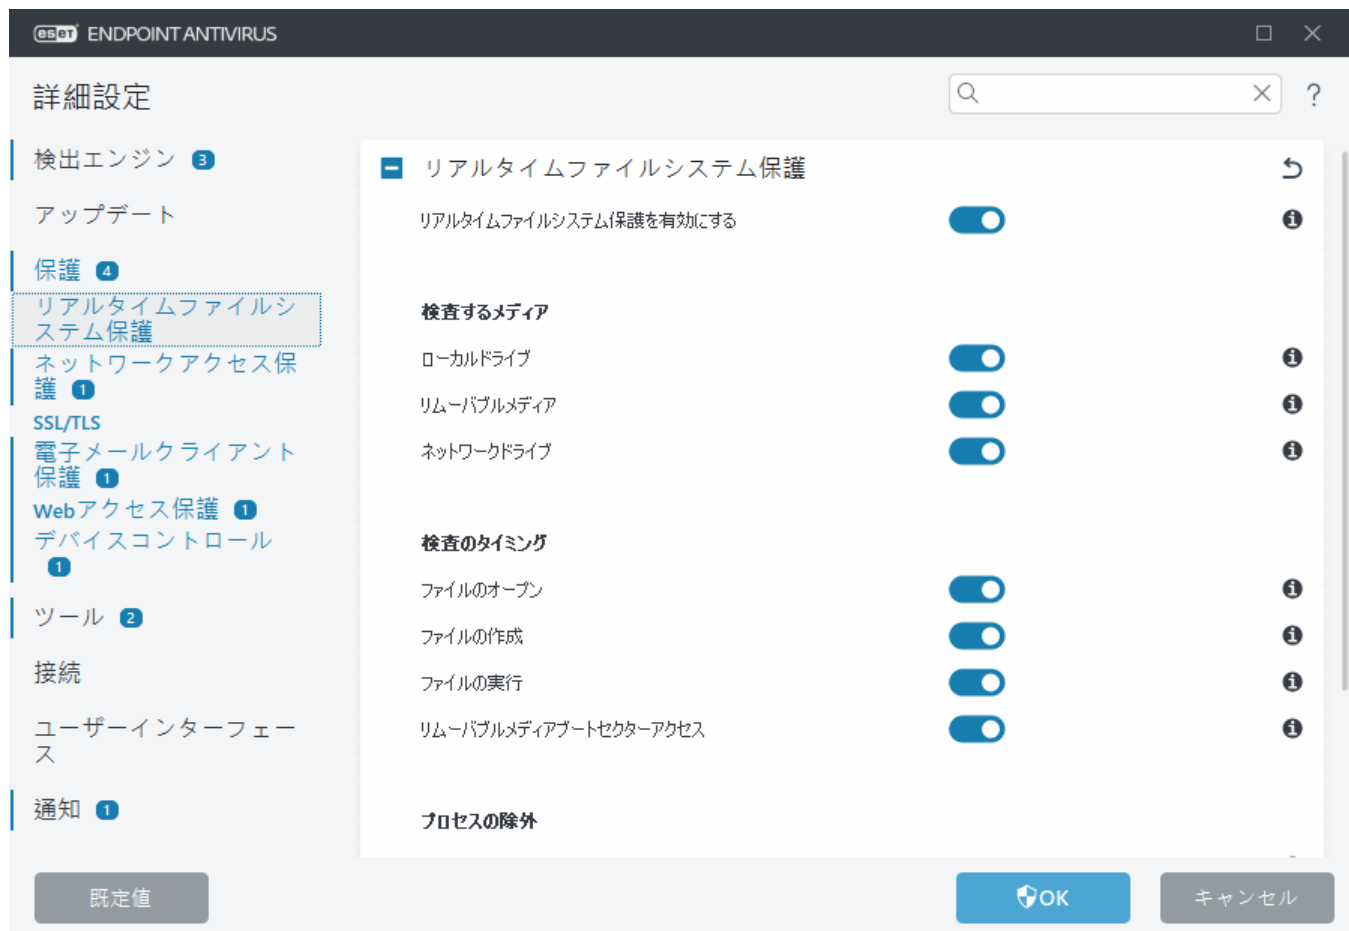 eset ENDPOINT ANTIVIRUS
詳細設定
?
検出エンジン 3
アップデート
保護 4
リアルタイムファイルシ
ステム保護
ネットワークアクセス保
護 1
SSL/TLS
電子メールクライアント
保護 1
Webアクセス保護 1
デバイスコントロール
1
ツール 2
接続
ユーザーインターフェー
ス
通知 1
リアルタイムファイルシステム保護
リアルタイムファイルシステム保護を有効にする
検査するメディア
ローカルドライブ
リムーバブルメディア
ネットワークドライブ
検査のタイミング
ファイルのオープン
ファイルの作成
ファイルの実行
リムーバブルメディアブートセクターアクセス
プロセスの除外
既定値
OK
キャンセル